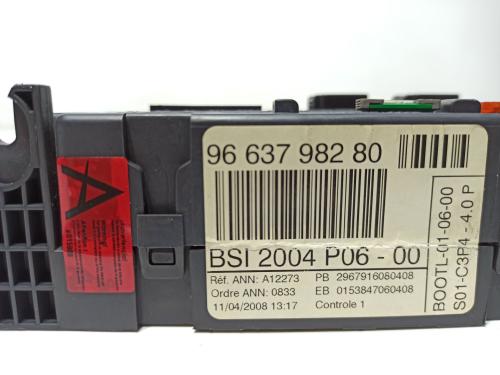 96 637 982 80
BSI 2004 P06 - 00
Réf. ANN: A12273 PB 2967916080408
Ordre ANN: 0833 EB 0153847060408
11/04/2008 13:17 Controle 1
BOOTL-01-06-00
S01-C3P4 - 4.0 P
A